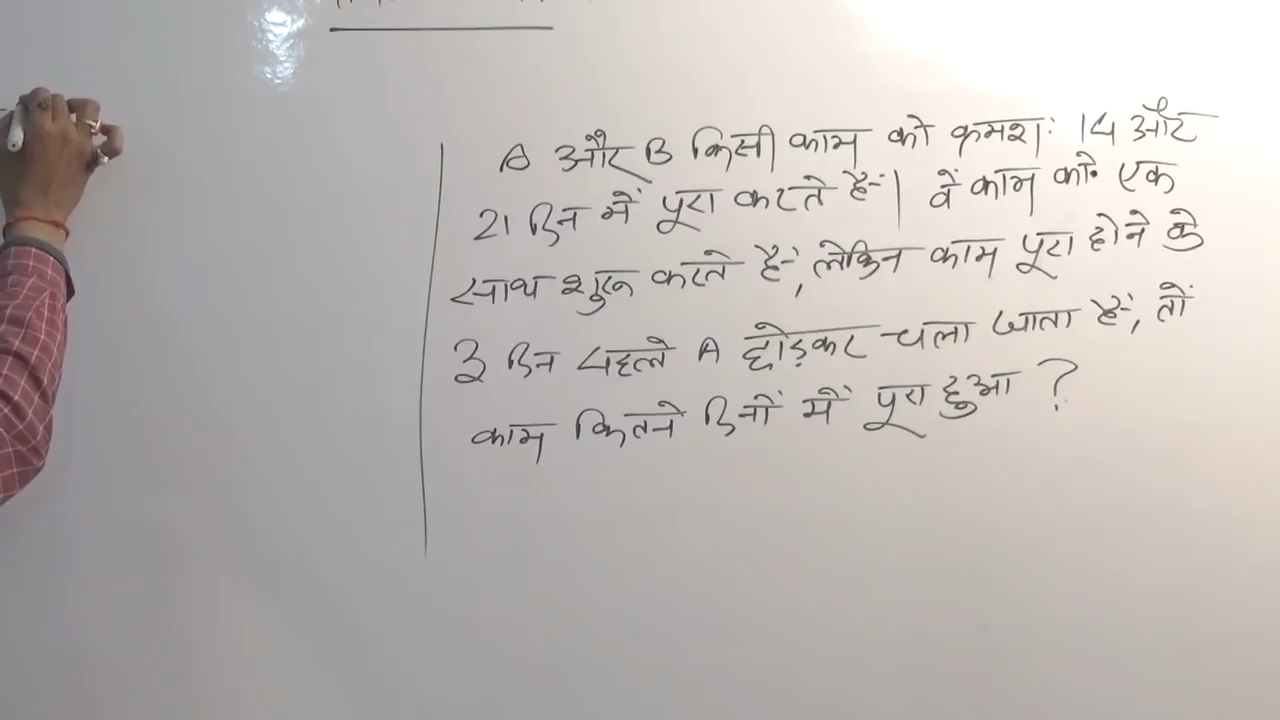 A और B किसी काम को क्रमशः 14 और
21 दिन में पूरा करते हैं। वें काम को एक
साथ शुरू करते हैं, लेकिन काम पूरा होने के
3 दिन पहले A छोड़कर चला जाता हैं, तों
काम कितने दिनों में पूरा हुआ ?